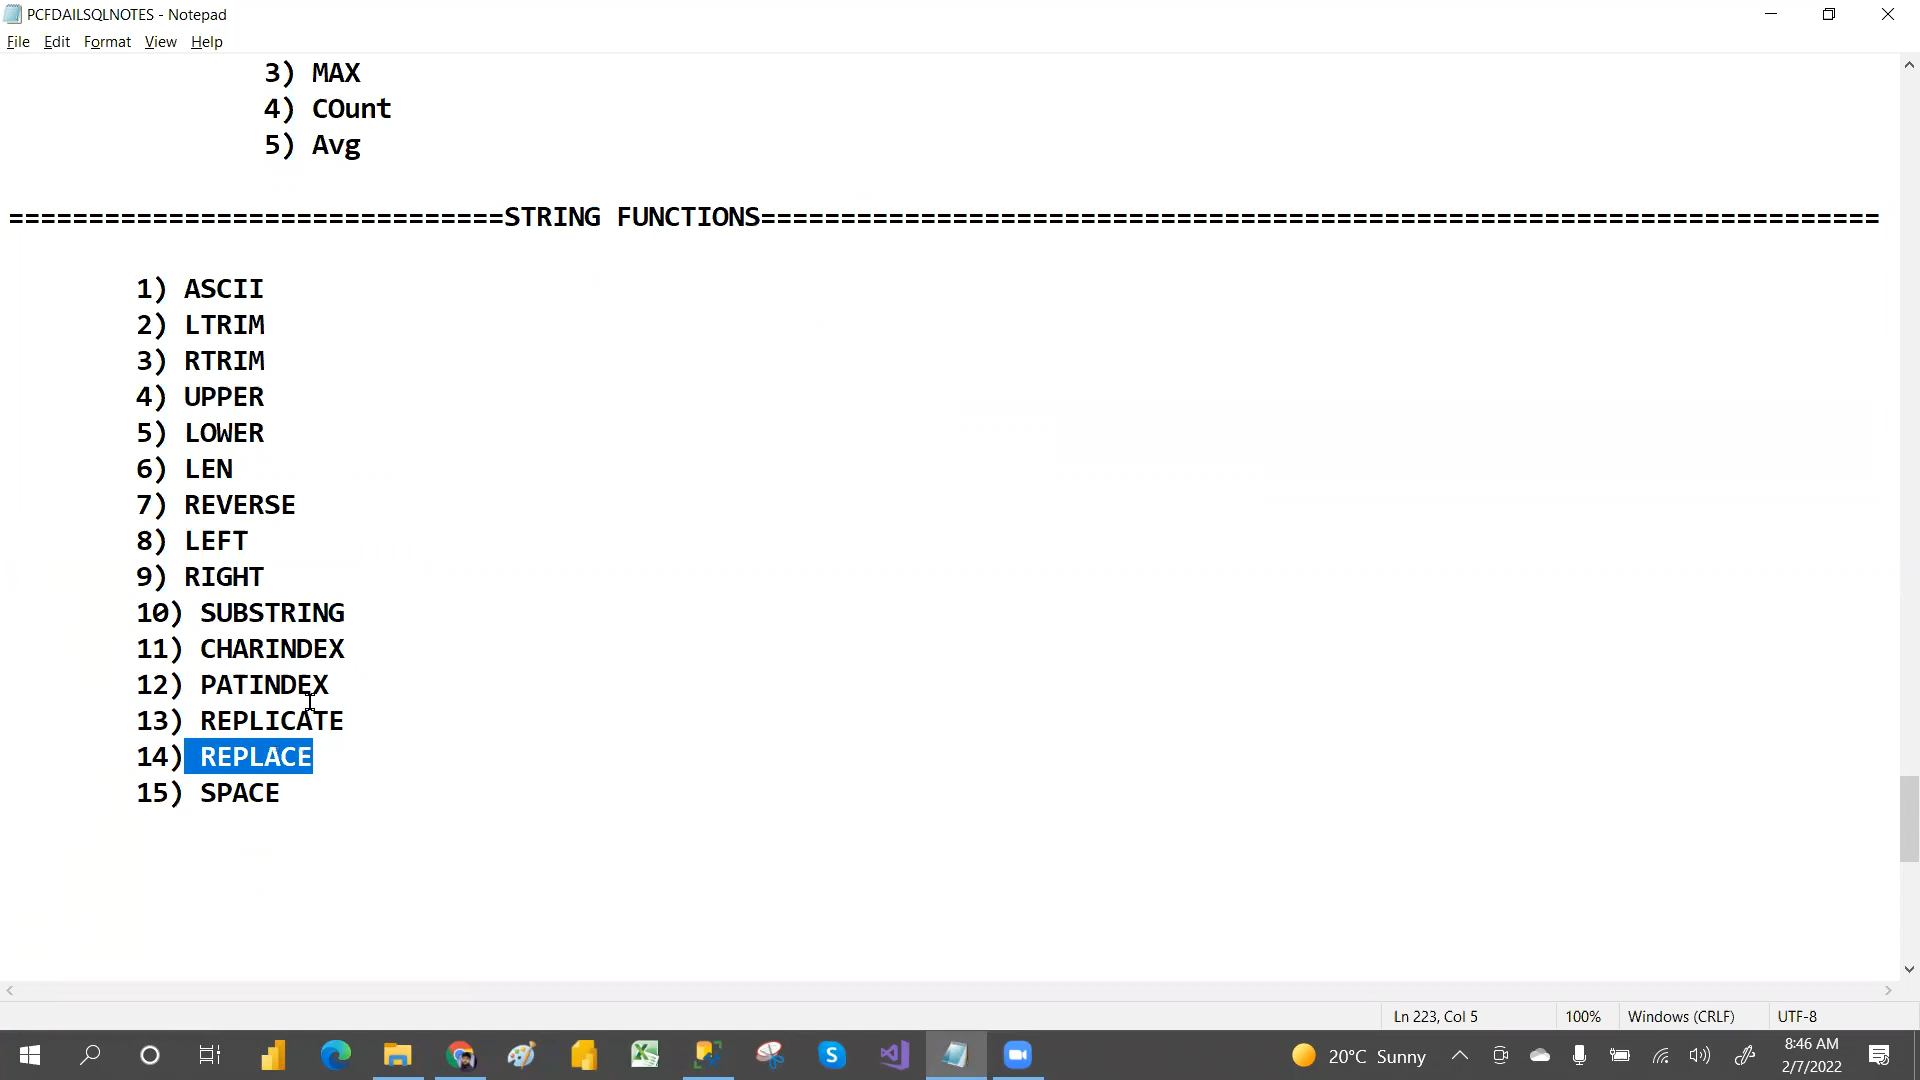 PCFDAILSQLNOTES - Notepad
File Edit Format View Help
3) MAX
4) COunt
5) Avg
===============================STRING FUNCTIONS======================================================================
1) ASCII
2) LTRIM
3) RTRIM
4) UPPER
5) LOWER
6) LEN
7) REVERSE
8) LEFT
9) RIGHT
10) SUBSTRING
11) CHARINDEX
12) PATINDEX
13) REPLICATE
14) REPLACE
15) SPACE
Ln 223, Col 5 100% Windows (CRLF) UTF-8
20°C Sunny
8:46 AM
2/7/2022